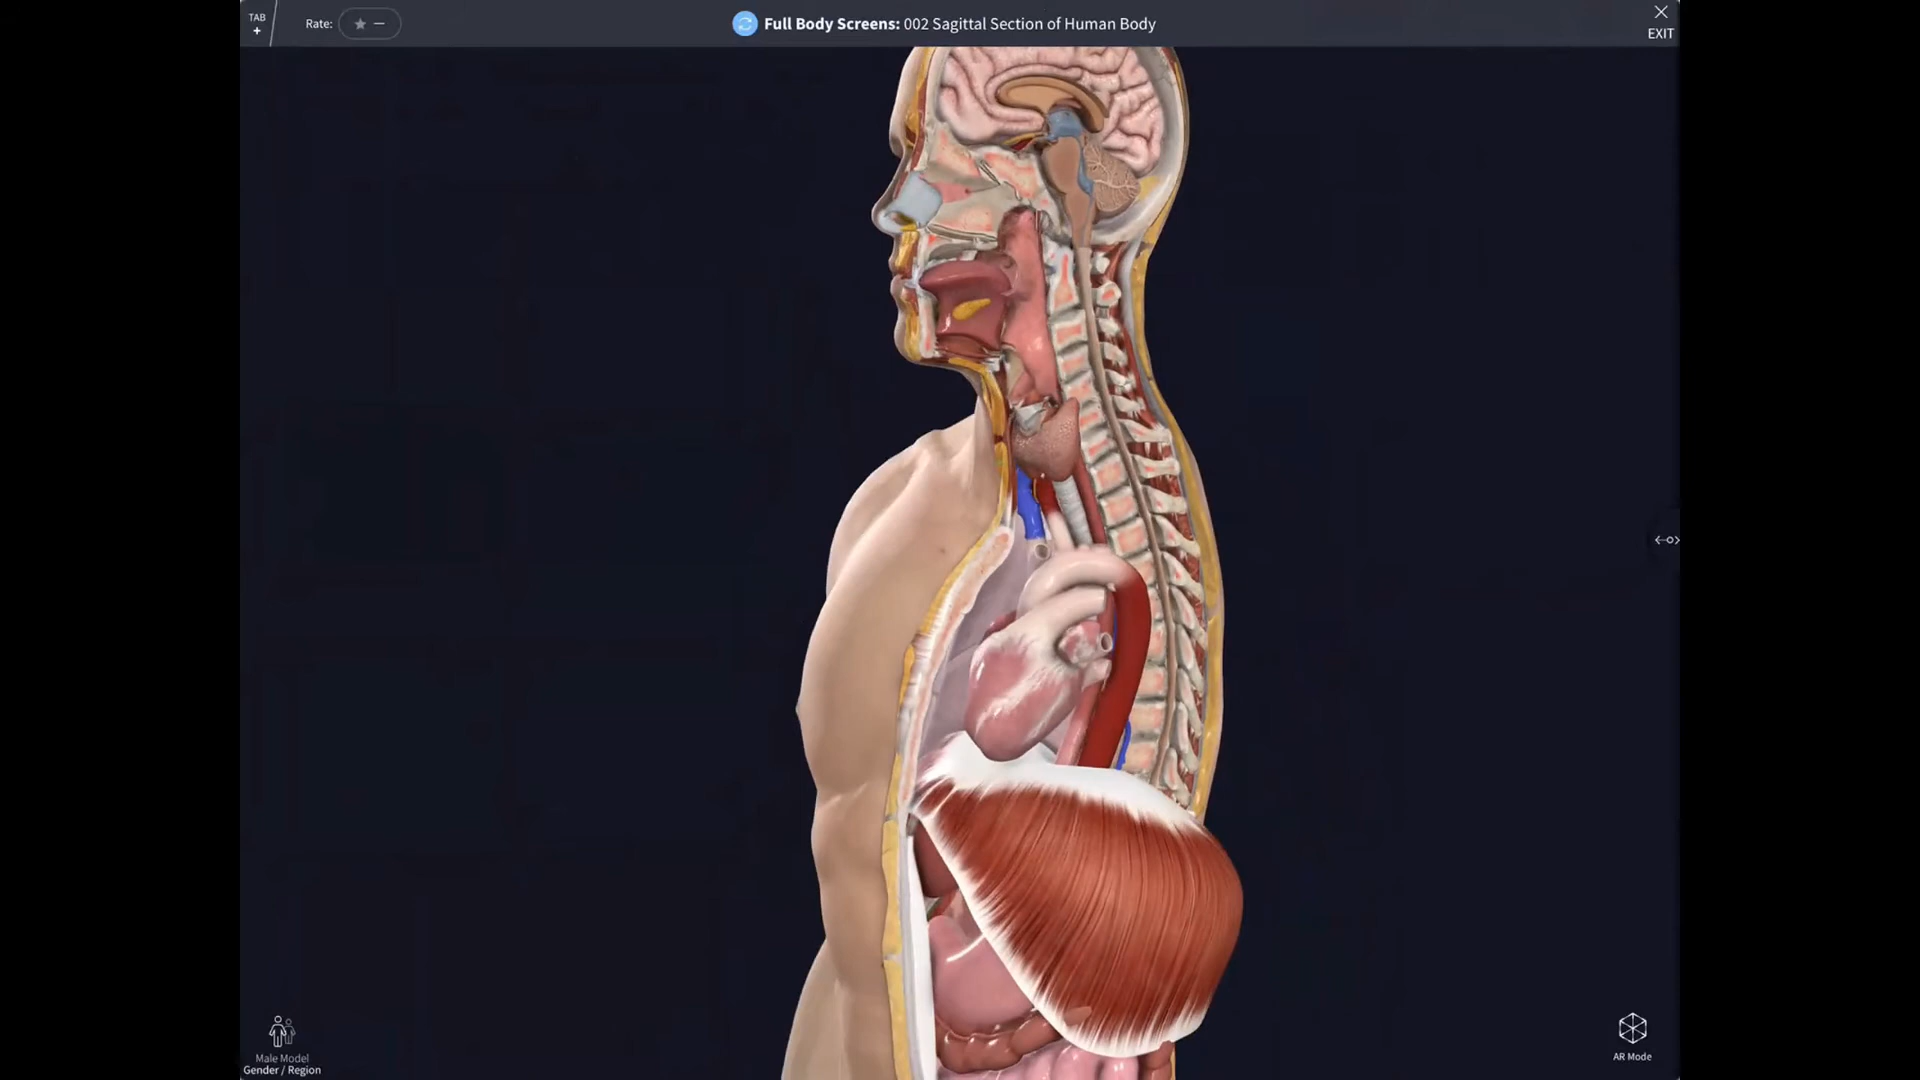 TAB
+
Rate:
Full Body Screens: 002 Sagittal Section of Human Body
EXIT
Male Model
Gender / Region
AR Mode